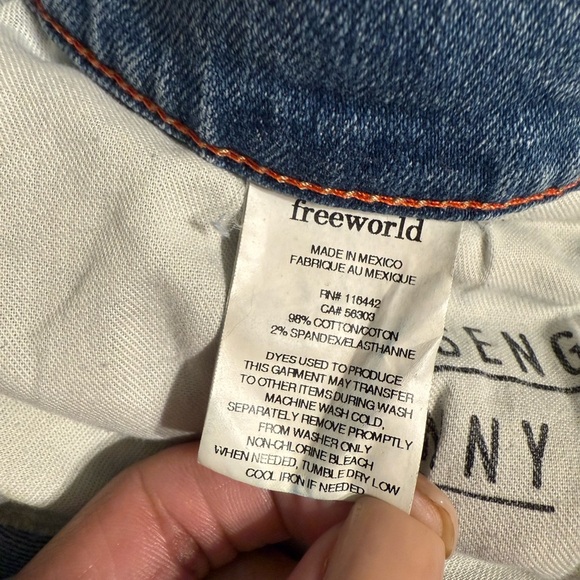 freeworld
MADE IN MEXICO
FABRIQUE AU MEXIQUE
RN# 116442
CA# 56303
98% COTTON/COTON
2% SPANDEX/ELASTHANNE
DYES USED TO PRODUCE
THIS GARMENT MAY TRANSFER
TO OTHER ITEMS DURING WASH
MACHINE WASH COLD,
SEPARATELY REMOVE PROMPTLY
FROM WASHER ONLY
NON-CHLORINE BLEACH
WHEN NEEDED, TUMBLE DRY LOW
COOL IRON IF NEEDED
SENG
NY